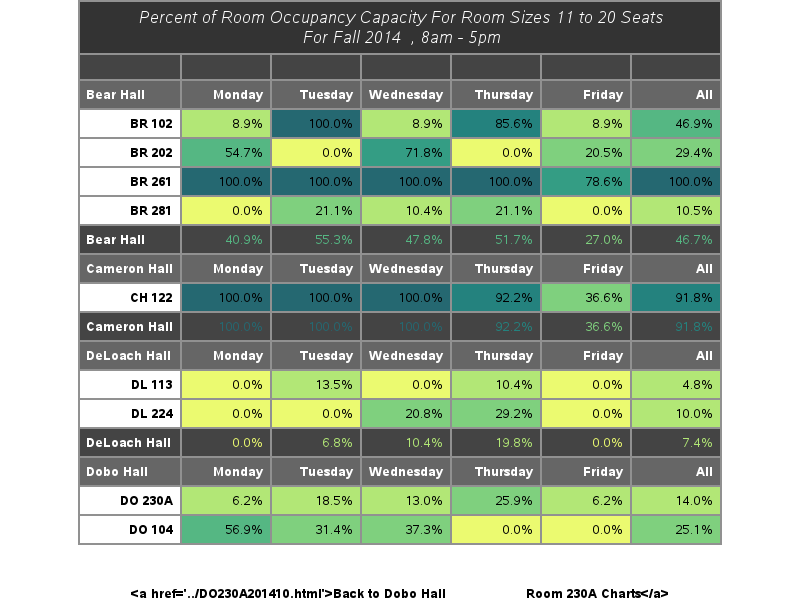 Percent of Room Occupancy Capacity For Room Sizes 11 to 20 Seats
For Fall 2014 , 8am - 5pm
Bear Hall Monday Tuesday Wednesday Thursday Friday All
BR 102 8.9% 100.0% 8.9% 85.6% 8.9% 46.9%
BR 202 54.7% 0.0% 71.8% 0.0% 20.5% 29.4%
BR 261 100.0% 100.0% 100.0% 100.0% 78.6% 100.0%
BR 281 0.0% 21.1% 10.4% 21.1% 0.0% 10.5%
Bear Hall 40.9% 55.3% 47.8% 51.7% 27.0% 46.7%
Cameron Hall Monday Tuesday Wednesday Thursday Friday All
CH 122 100.0% 100.0% 100.0% 92.2% 36.6% 91.8%
Cameron Hall 100.0% 100.0% 100.0% 92.2% 36.6% 91.8%
DeLoach Hall Monday Tuesday Wednesday Thursday Friday All
DL 113 0.0% 13.5% 0.0% 10.4% 0.0% 4.8%
DL 224 0.0% 0.0% 20.8% 29.2% 0.0% 10.0%
DeLoach Hall 0.0% 6.8% 10.4% 19.8% 0.0% 7.4%
Dobo Hall Monday Tuesday Wednesday Thursday Friday All
DO 230A 6.2% 18.5% 13.0% 25.9% 6.2% 14.0%
DO 104 56.9% 31.4% 37.3% 0.0% 0.0% 25.1%
<a href='../DO230A201410.html'>Back to Dobo Hall Room 230A Charts</a>